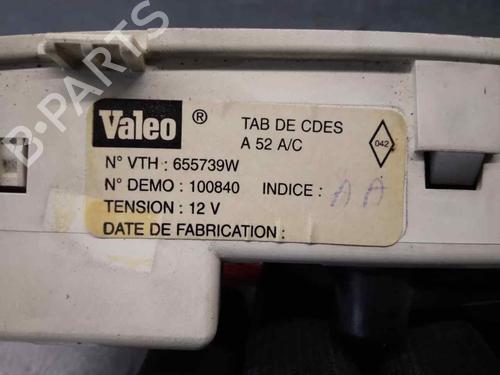 Valeo ®
TAB DE CDES
A 52 A/C
042
N° VTH : 655739W
N° DEMO : 100840 INDICE : AA
TENSION : 12 V
DATE DE FABRICATION :
B-PARTS